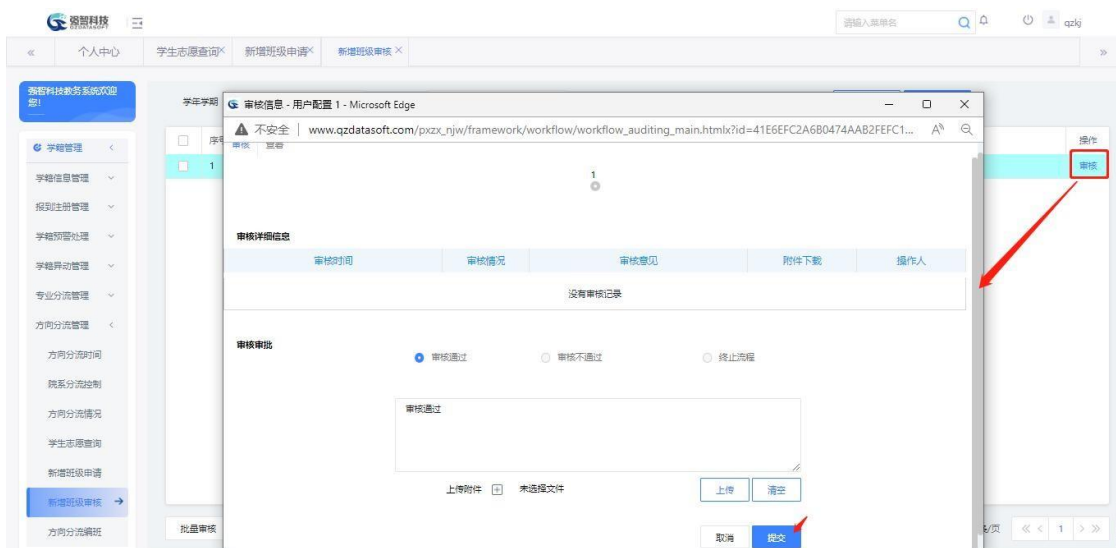 强智科技
QZDATASOFT
请输入菜单名
qzkj
个人中心
学生志愿查询×
新增班级申请×
新增班级审核 ×
强智科技教务系统欢迎
您!
学年学期
审核信息 - 用户配置 1 - Microsoft Edge
不安全 | www.qzdatasoft.com/pxzx_njw/framework/workflow/workflow_auditing_main.htmlx?id=41E6EFC2A6B0474AAB2FEFC1...
序号
审核 查看
操作
1
审核
1
学籍管理
学籍信息管理
报到注册管理
学籍预警处理
学籍异动管理
专业分流管理
方向分流管理
方向分流时间
院系分流控制
方向分流情况
学生志愿查询
新增班级申请
新增班级审核
方向分流编班
审核详细信息
审核时间 审核情况 审核意见 附件下载 操作人
没有审核记录
审核审批
审核通过 审核不通过 终止流程
审核通过
上传附件 未选择文件 上传 清空
取消 提交
批量审核
条/页 1